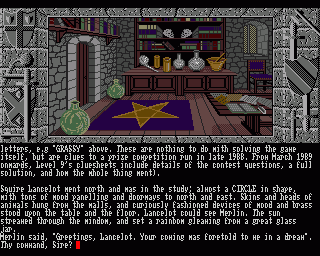 letters, e.g "GRASSY" above. These are nothing to do with solving the game
itself, but are clues to a prize competition run in late 1988. From March 1989
onwards, Level 9's cluesheets include details of the contest questions, a full
solution, and how the whole thing went).
Squire Lancelot went north and was in the study; almost a CIRCLE in shape,
with tons of wood panelling and doorways to north and east. Skins and heads of
animals hung from the walls, and curiously fashioned devices of wood and brass
stood upon the table and the floor. Lancelot could see Merlin. The sun
streamed through the window, and set a rainbow gleaming from a great glass
jar.
Merlin said, "Greetings, Lancelot. Your coming was foretold to me in a dream".
Thy command, Sire?